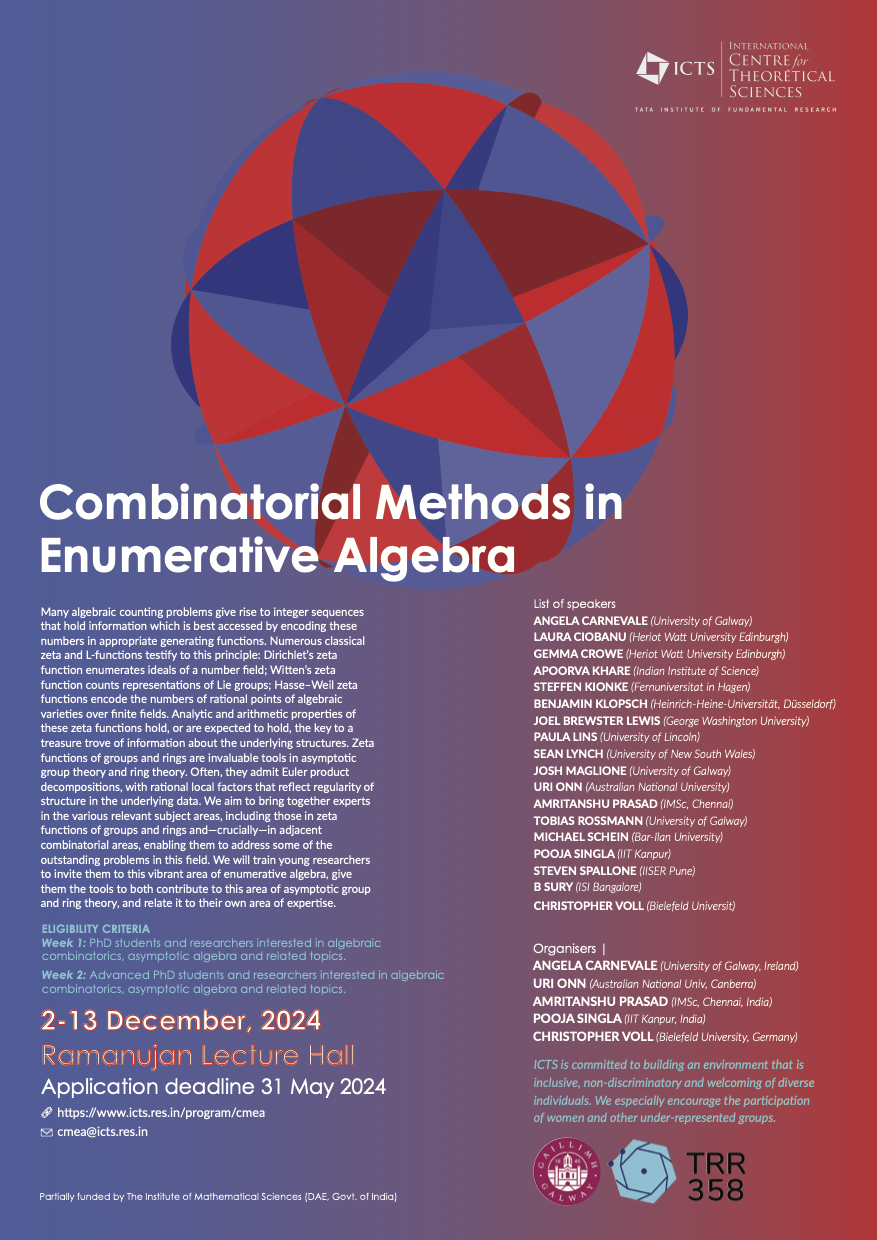 ICTS
INTERNATIONAL
CENTRE for
THEORETICAL
SCIENCES
TATA INSTITUTE OF FUNDAMENTAL RESEARCH
Combinatorial Methods in
Enumerative Algebra
Many algebraic counting problems give rise to integer sequences
that hold information which is best accessed by encoding these
numbers in appropriate generating functions. Numerous classical
zeta and L-functions testify to this principle: Dirichlet's zeta
function enumerates ideals of a number field; Witten's zeta
function counts representations of Lie groups; Hasse–Weil zeta
functions encode the numbers of rational points of algebraic
varieties over finite fields. Analytic and arithmetic properties of
these zeta functions hold, or are expected to hold, the key to a
treasure trove of information about the underlying structures. Zeta
functions of groups and rings are invaluable tools in asymptotic
group theory and ring theory. Often, they admit Euler product
decompositions, with rational local factors that reflect regularity of
structure in the underlying data. We aim to bring together experts
in the various relevant subject areas, including those in zeta
functions of groups and rings and—crucially—in adjacent
combinatorial areas, enabling them to address some of the
outstanding problems in this field. We will train young researchers
to invite them to this vibrant area of enumerative algebra, give
them the tools to both contribute to this area of asymptotic group
and ring theory, and relate it to their own area of expertise.
ELIGIBILITY CRITERIA
Week 1: PhD students and researchers interested in algebraic
combinatorics, asymptotic algebra and related topics.
Week 2: Advanced PhD students and researchers interested in algebraic
combinatorics, asymptotic algebra and related topics.
2-13 December, 2024
Ramanujan Lecture Hall
Application deadline 31 May 2024
https://www.icts.res.in/program/cmea
cmea@icts.res.in
Partially funded by The Institute of Mathematical Sciences (DAE, Govt. of India)
List of speakers
ANGELA CARNEVALE (University of Galway)
LAURA CIOBANU (Heriot Watt University Edinburgh)
GEMMA CROWE (Heriot Watt University Edinburgh)
APOORVA KHARE (Indian Institute of Science)
STEFFEN KIONKE (Fernuniversitat in Hagen)
BENJAMIN KLOPSCH (Heinrich-Heine-Universität, Düsseldorf)
JOEL BREWSTER LEWIS (George Washington University)
PAULA LINS (University of Lincoln)
SEAN LYNCH (University of New South Wales)
JOSH MAGLIONE (University of Galway)
URI ONN (Australian National University)
AMRITANSHU PRASAD (IMSc, Chennai)
TOBIAS ROSSMANN (University of Galway)
MICHAEL SCHEIN (Bar-Ilan University)
POOJA SINGLA (IIT Kanpur)
STEVEN SPALLONE (IISER Pune)
B SURY (ISI Bangalore)
CHRISTOPHER VOLL (Bielefeld Universit)
Organisers |
ANGELA CARNEVALE (University of Galway, Ireland)
URI ONN (Australian National Univ, Canberra)
AMRITANSHU PRASAD (IMSc, Chennai, India)
POOJA SINGLA (IIT Kanpur, India)
CHRISTOPHER VOLL (Bielefeld University, Germany)
ICTS is committed to building an environment that is
inclusive, non-discriminatory and welcoming of diverse
individuals. We especially encourage the participation
of women and other under-represented groups.
GAILLIMH
1845
GALWAY
TRR
358